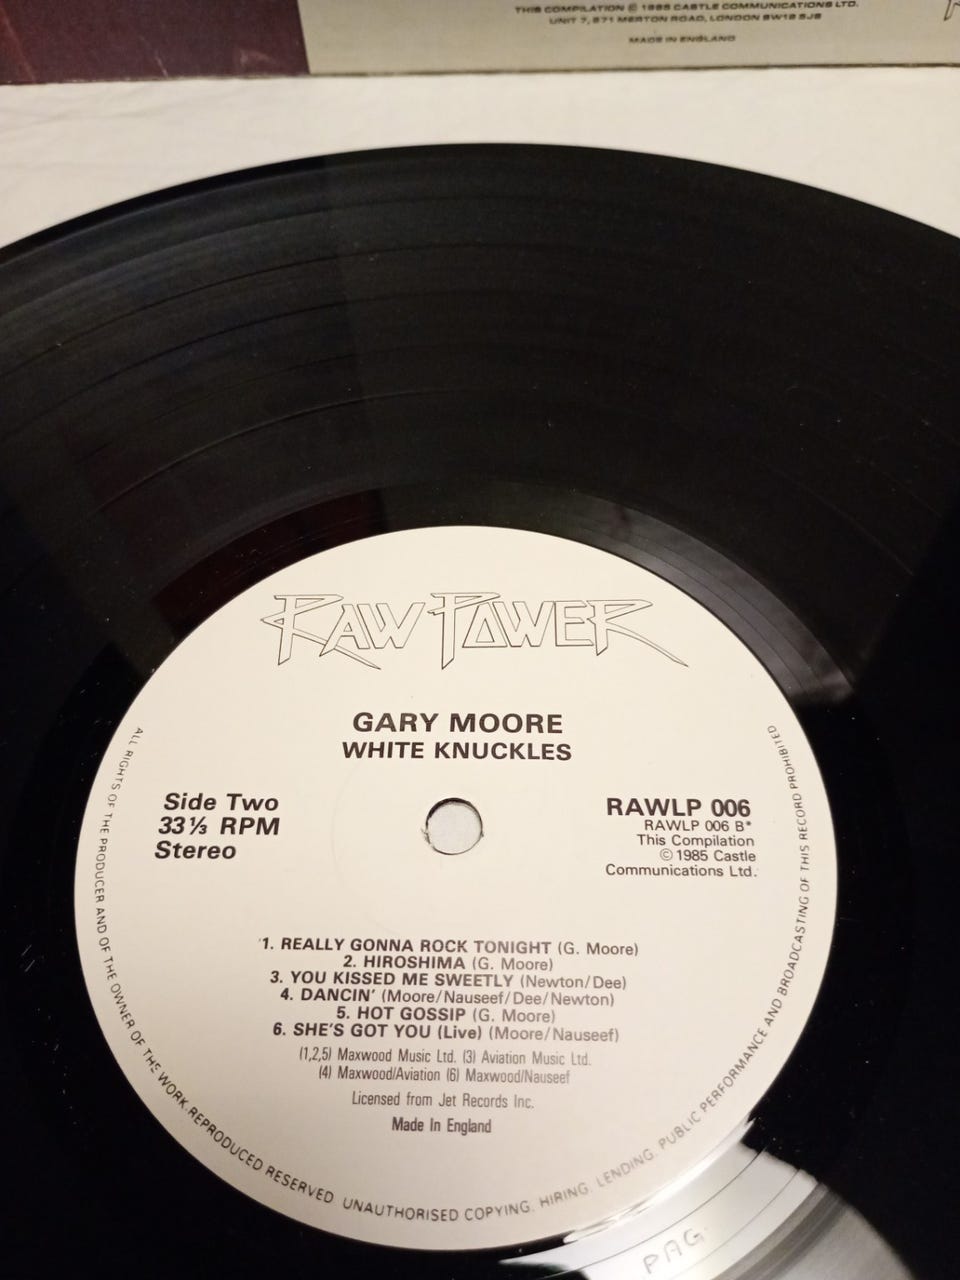 THIS COMPILATION © 1985 CASTLE COMMUNICATIONS LTD.
UNIT 7, 271 MERTON ROAD, LONDON SW18 5JS
MADE IN ENGLAND
RAW POWER
GARY MOORE
WHITE KNUCKLES
Side Two
33⅓ RPM
Stereo
RAWLP 006
RAWLP 006 B*
This Compilation
© 1985 Castle
Communications Ltd.
1. REALLY GONNA ROCK TONIGHT (G. Moore)
2. HIROSHIMA (G. Moore)
3. YOU KISSED ME SWEETLY (Newton/Dee)
4. DANCIN' (Moore/Nauseef/Dee/Newton)
5. HOT GOSSIP (G. Moore)
6. SHE'S GOT YOU (Live) (Moore/Nauseef)
(1,2,5) Maxwood Music Ltd. (3) Aviation Music Ltd.
(4) Maxwood/Aviation (6) Maxwood/Nauseef
Licensed from Jet Records Inc.
Made In England
ALL RIGHTS OF THE PRODUCER AND OF THE OWNER OF THE WORK REPRODUCED RESERVED UNAUTHORISED COPYING, HIRING, LENDING, PUBLIC PERFORMANCE AND BROADCASTING OF THIS RECORD PROHIBITED
PAG.